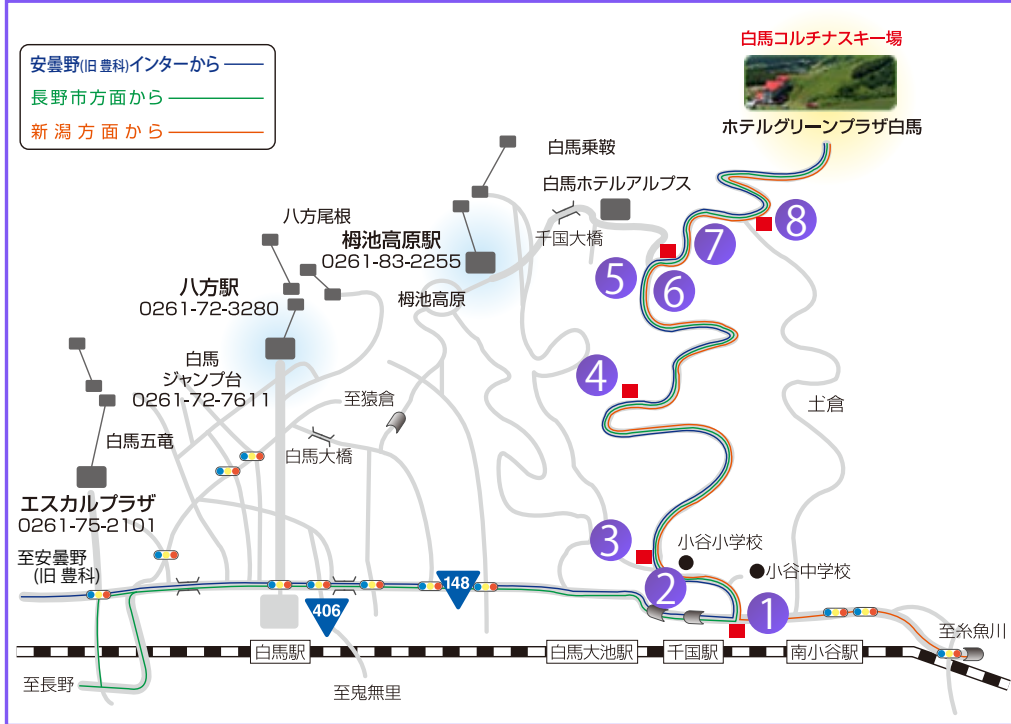 白馬コルチナスキー場
ホテルグリーンプラザ白馬
安曇野(旧 豊科)インターから
長野市方面から
新潟方面から
白馬乗鞍
白馬ホテルアルプス
八方尾根
千国大橋
栂池高原駅
0261-83-2255
栂池高原
八方駅
0261-72-3280
白馬
ジャンプ台
0261-72-7611
至猿倉
白馬大橋
白馬五竜
エスカルプラザ
0261-75-2101
至安曇野
(旧 豊科)
8
7
5
6
4
土倉
3
小谷小学校
小谷中学校
2
1
148
406
至糸魚川
白馬駅
白馬大池駅
千国駅
南小谷駅
至長野
至鬼無里